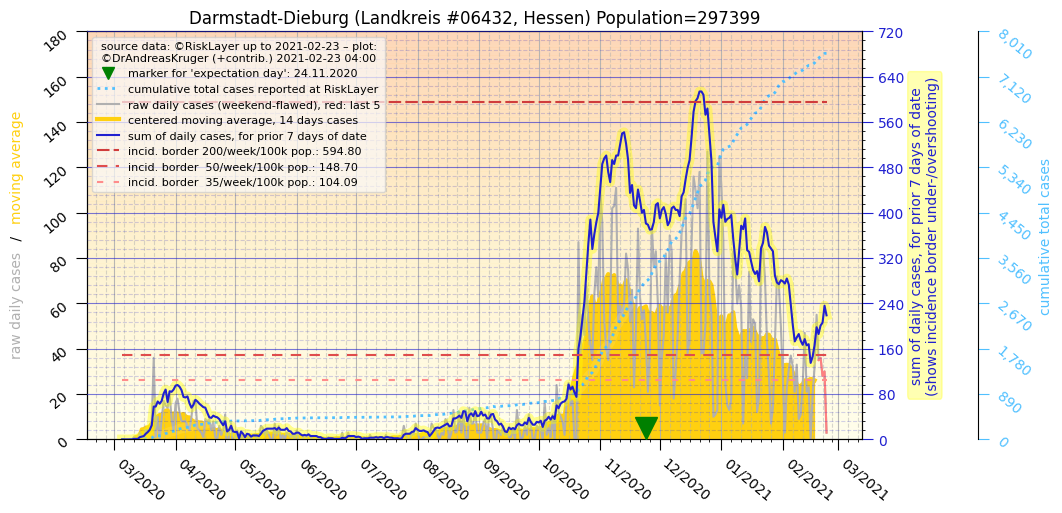 Darmstadt-Dieburg (Landkreis #06432, Hessen) Population=297399
source data: ©RiskLayer up to 2021-02-23 – plot:
©DrAndreasKruger (+contrib.) 2021-02-23 04:00
marker for 'expectation day': 24.11.2020
cumulative total cases reported at RiskLayer
raw daily cases (weekend-flawed), red: last 5
centered moving average, 14 days cases
sum of daily cases, for prior 7 days of date
incid. border 200/week/100k pop.: 594.80
incid. border  50/week/100k pop.: 148.70
incid. border  35/week/100k pop.: 104.09
raw daily cases / moving average
180
160
140
120
100
80
60
40
20
0
03/2020
04/2020
05/2020
06/2020
07/2020
08/2020
09/2020
10/2020
11/2020
12/2020
01/2021
02/2021
03/2021
720
640
560
480
400
320
240
160
80
0
sum of daily cases, for prior 7 days of date
(shows incidence border under-/overshooting)
8,010
7,120
6,230
5,340
4,450
3,560
2,670
1,780
890
0
cumulative total cases